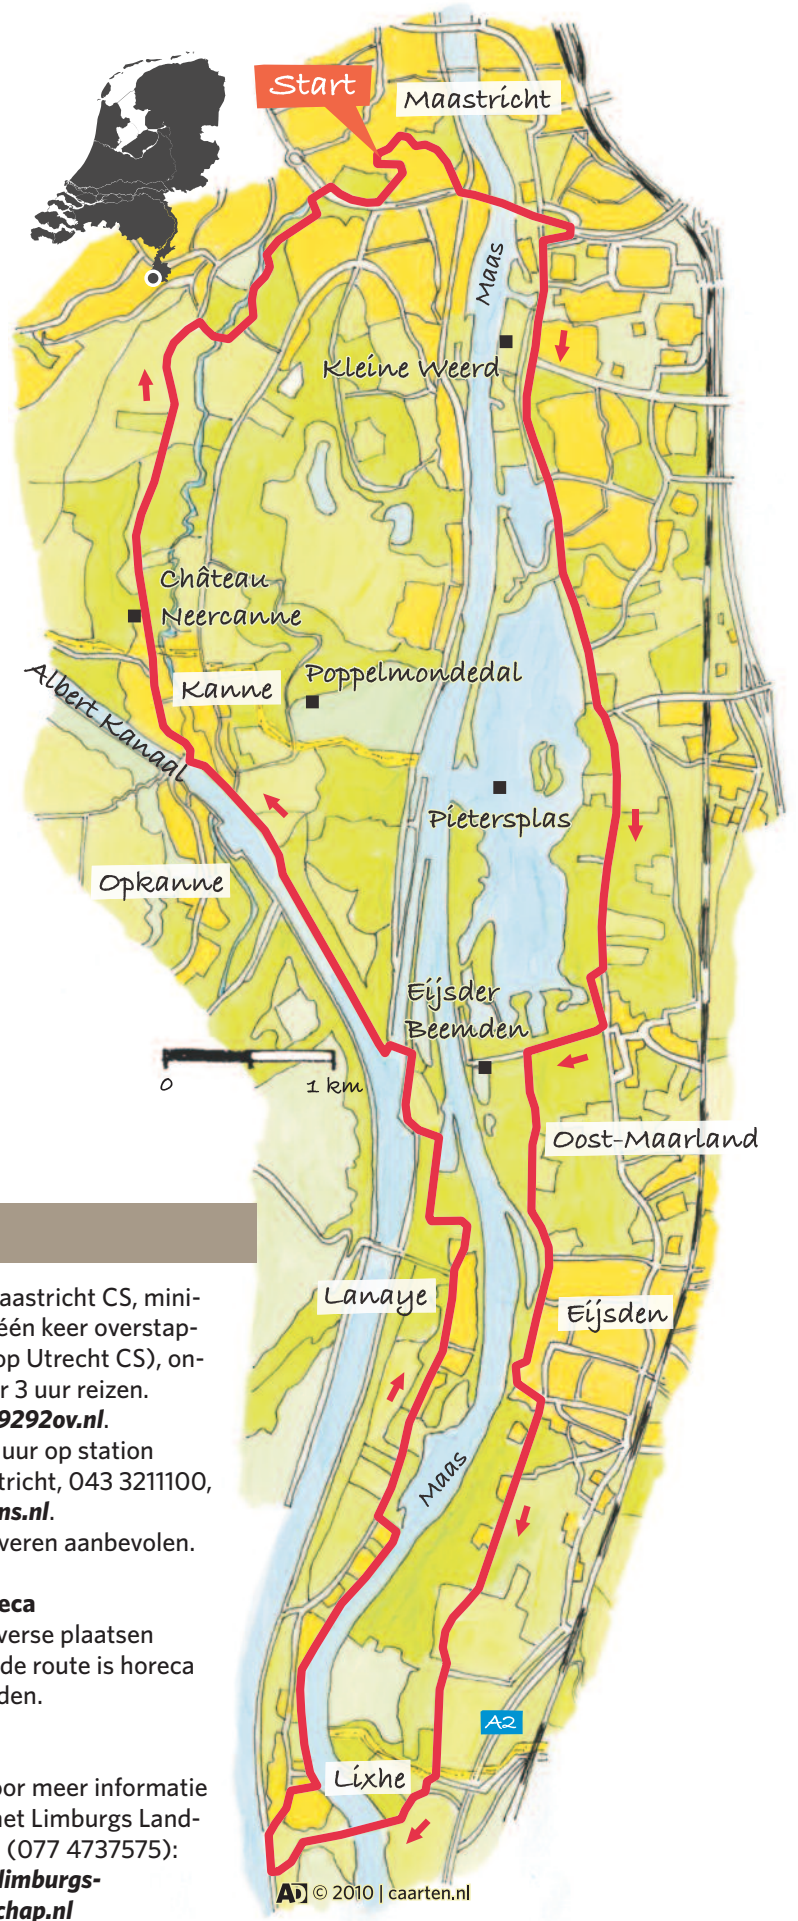 Start
Maastricht
Maas
Kleine Weerd
Château
Neercanne
Poppelmondedal
Kanne
Albert Kanaal
Pietersplas
Opkanne
Eijsder
Beemden
0
1 km
Oost-Maarland
Lanaye
Eijsden
Maas
A2
Lixhe
aastricht CS, mini-
één keer overstap-
op Utrecht CS), on-
r 3 uur reizen.
9292ov.nl.
uur op station
tricht, 043 3211100,
ns.nl.
veren aanbevolen.
eca
verse plaatsen
de route is horeca
den.
oor meer informatie
het Limburgs Land-
(077 4737575):
limburgs-
chap.nl
AD © 2010 | caarten.nl